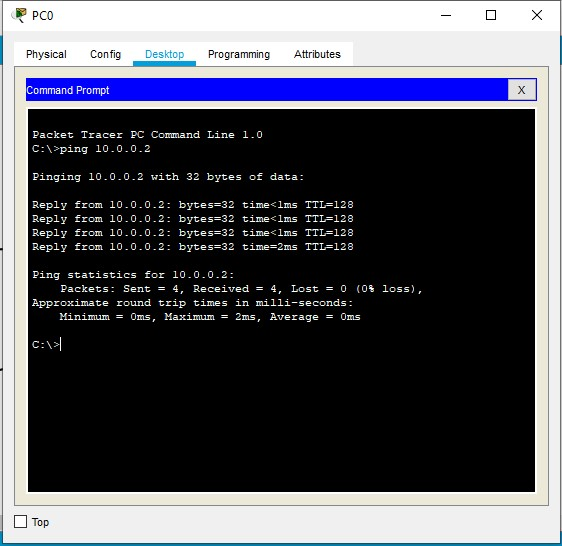 PC0
Physical Config Desktop Programming Attributes
Command Prompt X
Packet Tracer PC Command Line 1.0
C:\>ping 10.0.0.2
Pinging 10.0.0.2 with 32 bytes of data:
Reply from 10.0.0.2: bytes=32 time<1ms TTL=128
Reply from 10.0.0.2: bytes=32 time<1ms TTL=128
Reply from 10.0.0.2: bytes=32 time<1ms TTL=128
Reply from 10.0.0.2: bytes=32 time=2ms TTL=128
Ping statistics for 10.0.0.2:
    Packets: Sent = 4, Received = 4, Lost = 0 (0% loss),
Approximate round trip times in milli-seconds:
    Minimum = 0ms, Maximum = 2ms, Average = 0ms
C:\>
Top